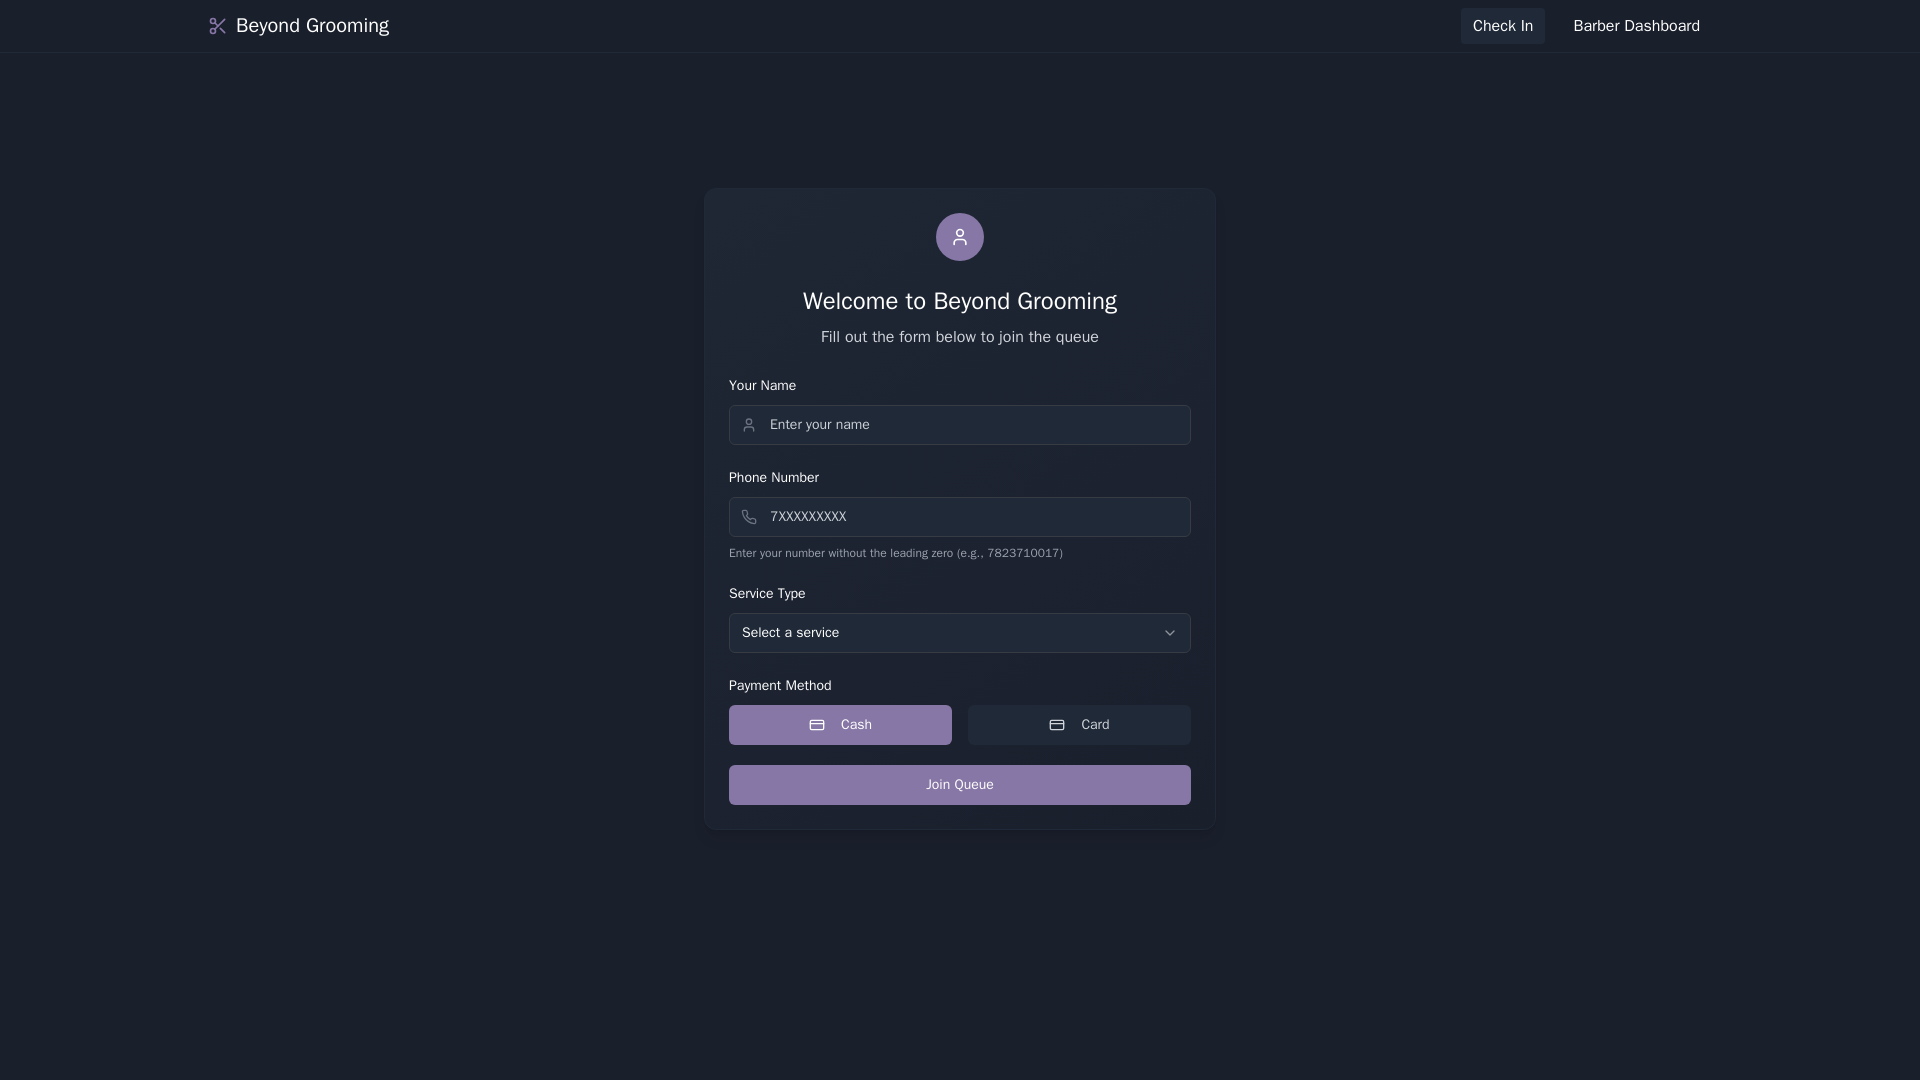 Beyond Grooming
Check In
Barber Dashboard
Welcome to Beyond Grooming
Fill out the form below to join the queue
Your Name
Enter your name
Phone Number
7XXXXXXXXX
Enter your number without the leading zero (e.g., 7823710017)
Service Type
Select a service
Payment Method
Cash
Card
Join Queue